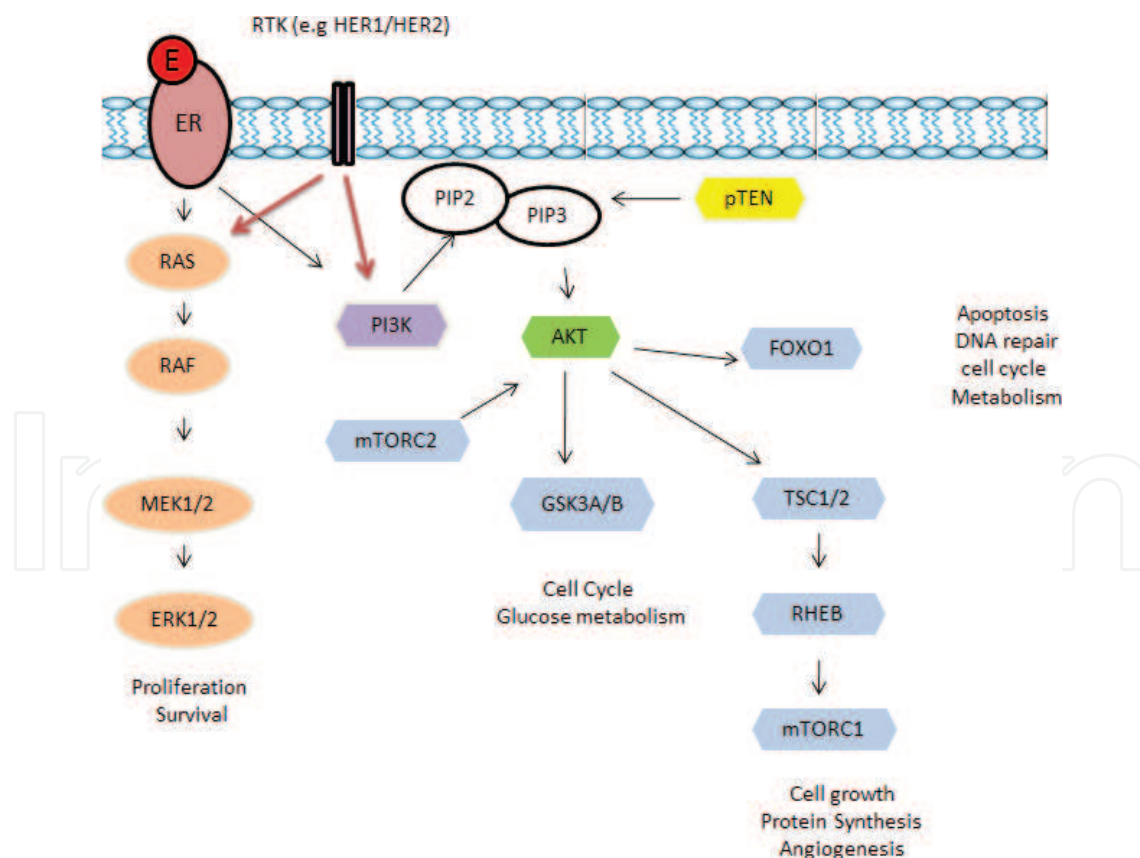 RTK (e.g HER1/HER2)
E
ER
PIP2
PIP3
pTEN
RAS
PI3K
AKT
FOXO1
Apoptosis
DNA repair
cell cycle
Metabolism
RAF
mTORC2
MEK1/2
GSK3A/B
TSC1/2
Cell Cycle
Glucose metabolism
RHEB
ERK1/2
Proliferation
Survival
mTORC1
Cell growth
Protein Synthesis
Angiogenesis